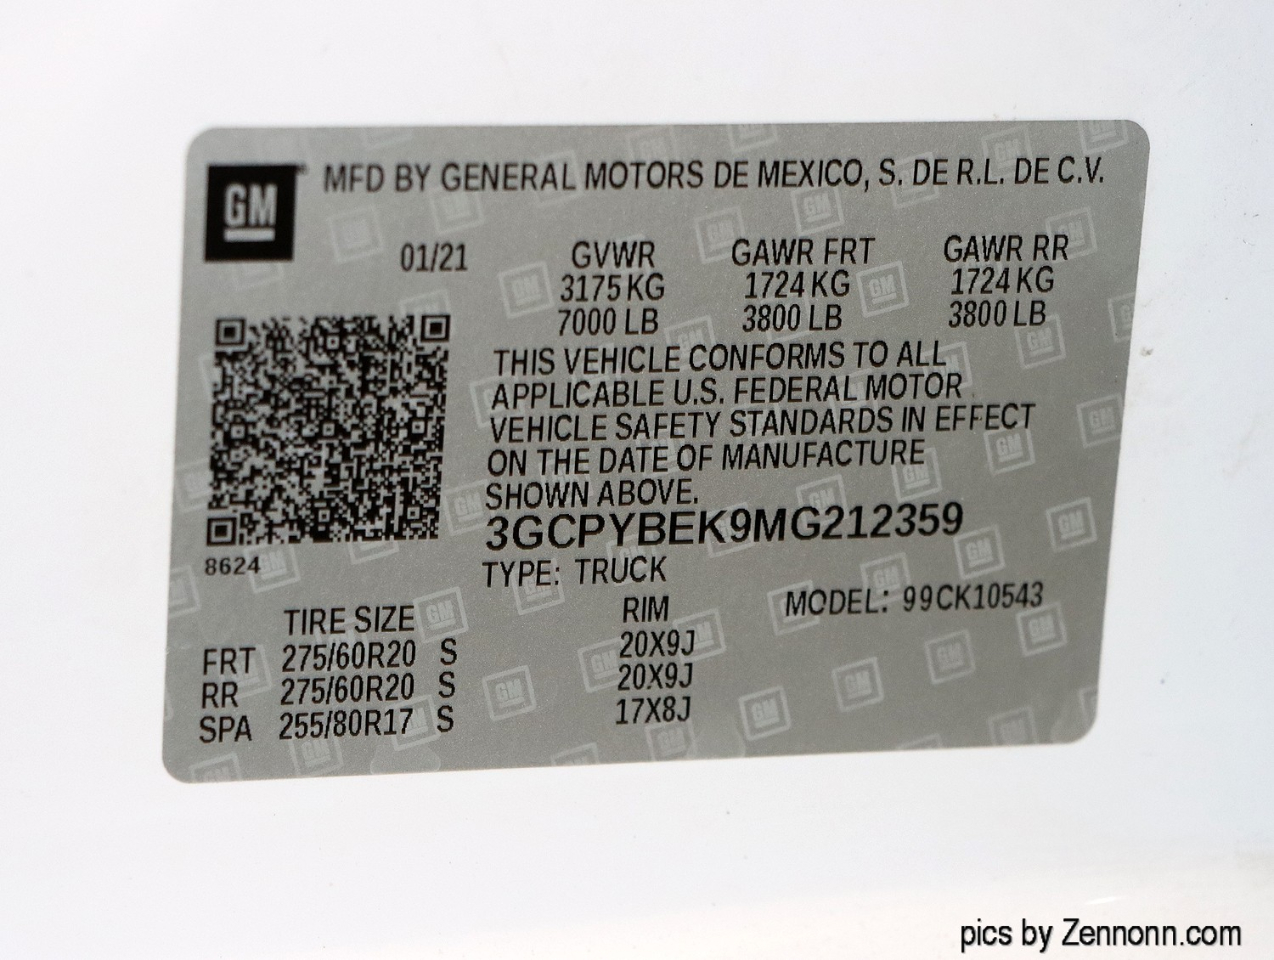 GM
MFD BY GENERAL MOTORS DE MEXICO, S. DE R.L. DE C.V.
01/21 GVWR GAWR FRT GAWR RR
3175 KG 1724 KG 1724 KG
7000 LB 3800 LB 3800 LB
THIS VEHICLE CONFORMS TO ALL
APPLICABLE U.S. FEDERAL MOTOR
VEHICLE SAFETY STANDARDS IN EFFECT
ON THE DATE OF MANUFACTURE
SHOWN ABOVE.
3GCPYBEK9MG212359
8624
TYPE: TRUCK
MODEL: 99CK10543
TIRE SIZE RIM
FRT 275/60R20 S 20X9J
RR 275/60R20 S 20X9J
SPA 255/80R17 S 17X8J
pics by Zennonn.com